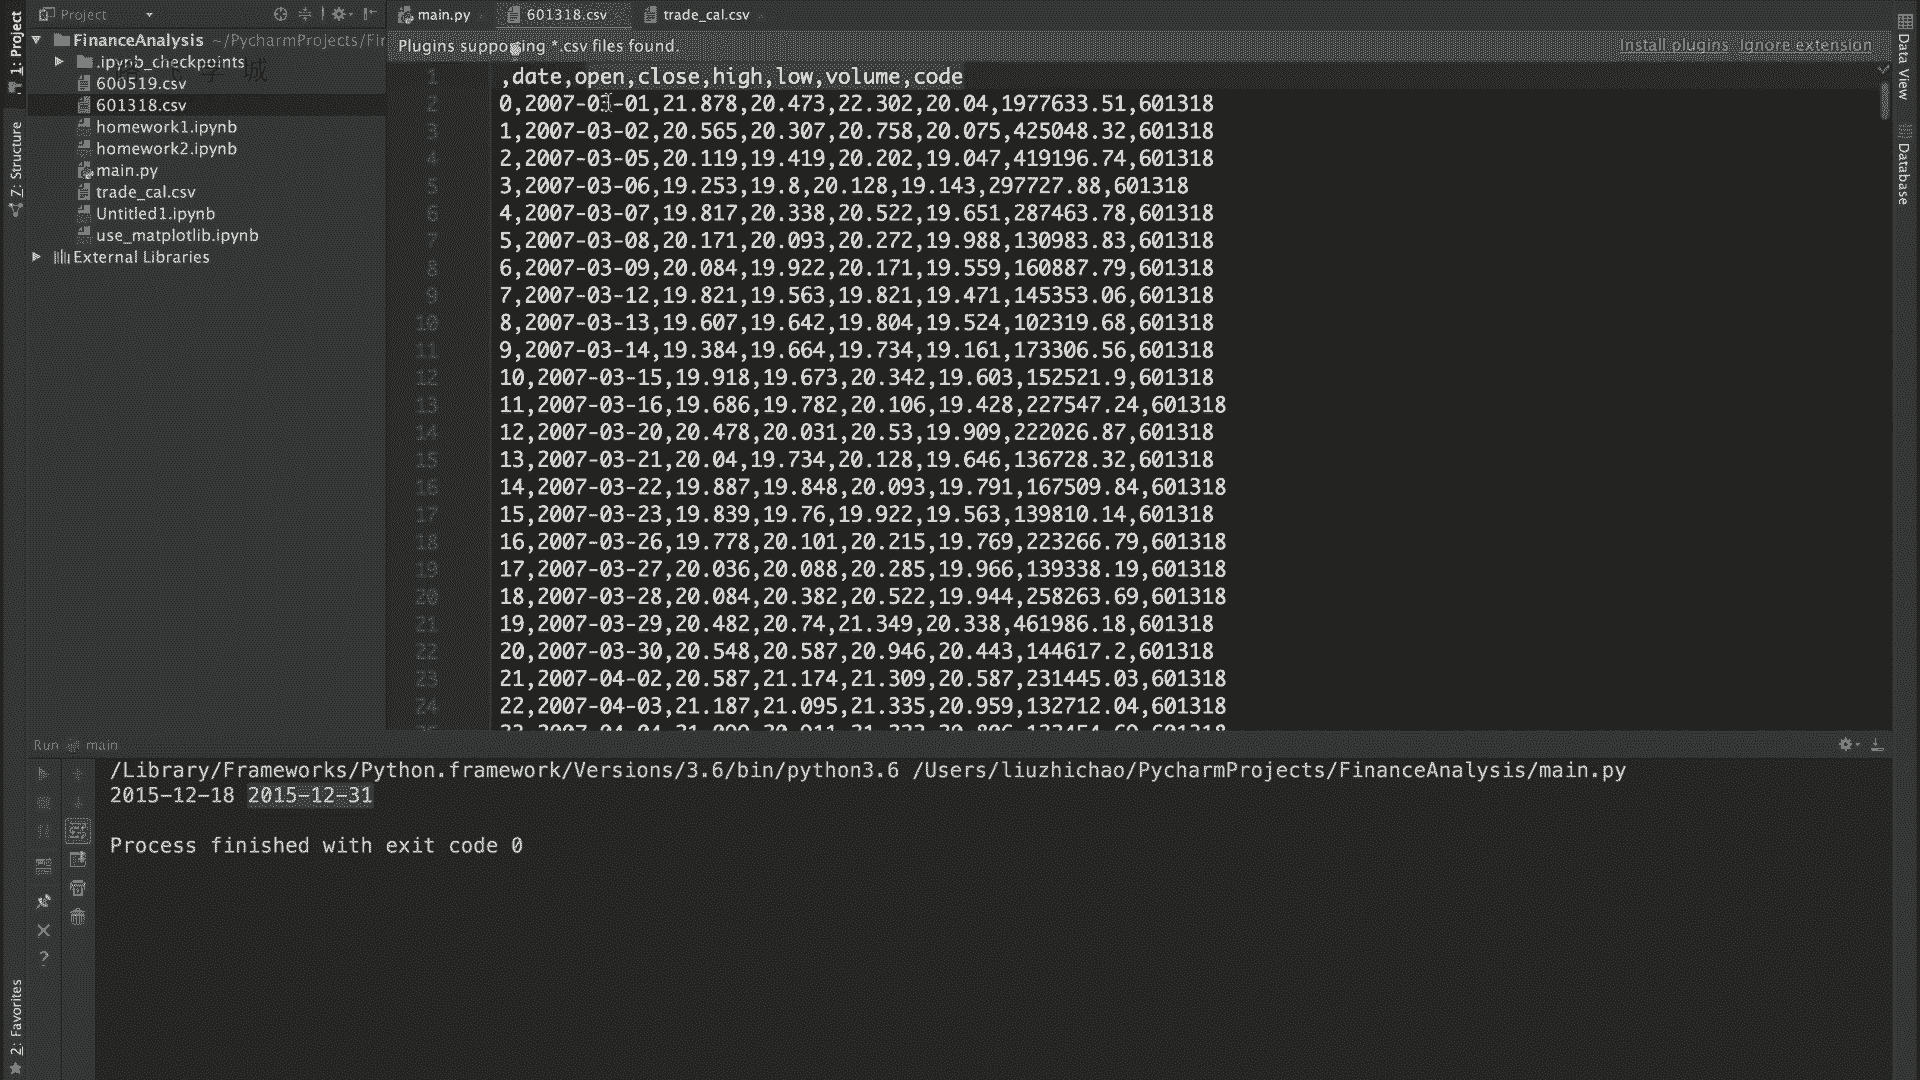 1: Project
Project
main.py
601318.csv
trade_cal.csv
FinanceAnalysis ~/PycharmProjects/Fi
Plugins supporting *.csv files found.
Install plugins Ignore extension
.ipynb_checkpoints
600519.csv
601318.csv
homework1.ipynb
homework2.ipynb
main.py
trade_cal.csv
Untitled1.ipynb
use_matplotlib.ipynb
External Libraries
Z: Structure
2: Favorites
Data View
Database
1 ,date,open,close,high,low,volume,code
2 0,2007-03-01,21.878,20.473,22.302,20.04,1977633.51,601318
3 1,2007-03-02,20.565,20.307,20.758,20.075,425048.32,601318
4 2,2007-03-05,20.119,19.419,20.202,19.047,419196.74,601318
5 3,2007-03-06,19.253,19.8,20.128,19.143,297727.88,601318
6 4,2007-03-07,19.817,20.338,20.522,19.651,287463.78,601318
7 5,2007-03-08,20.171,20.093,20.272,19.988,130983.83,601318
8 6,2007-03-09,20.084,19.922,20.171,19.559,160887.79,601318
9 7,2007-03-12,19.821,19.563,19.821,19.471,145353.06,601318
10 8,2007-03-13,19.607,19.642,19.804,19.524,102319.68,601318
11 9,2007-03-14,19.384,19.664,19.734,19.161,173306.56,601318
12 10,2007-03-15,19.918,19.673,20.342,19.603,152521.9,601318
13 11,2007-03-16,19.686,19.782,20.106,19.428,227547.24,601318
14 12,2007-03-20,20.478,20.031,20.53,19.909,222026.87,601318
15 13,2007-03-21,20.04,19.734,20.128,19.646,136728.32,601318
16 14,2007-03-22,19.887,19.848,20.093,19.791,167509.84,601318
17 15,2007-03-23,19.839,19.76,19.922,19.563,139810.14,601318
18 16,2007-03-26,19.778,20.101,20.215,19.769,223266.79,601318
19 17,2007-03-27,20.036,20.088,20.285,19.966,139338.19,601318
20 18,2007-03-28,20.084,20.382,20.522,19.944,258263.69,601318
21 19,2007-03-29,20.482,20.74,21.349,20.338,461986.18,601318
22 20,2007-03-30,20.548,20.587,20.946,20.443,144617.2,601318
23 21,2007-04-02,20.587,21.174,21.309,20.587,231445.03,601318
24 22,2007-04-03,21.187,21.095,21.335,20.959,132712.04,601318
Run main
/Library/Frameworks/Python.framework/Versions/3.6/bin/python3.6 /Users/liuzhichao/PycharmProjects/FinanceAnalysis/main.py
2015-12-18 2015-12-31
Process finished with exit code 0